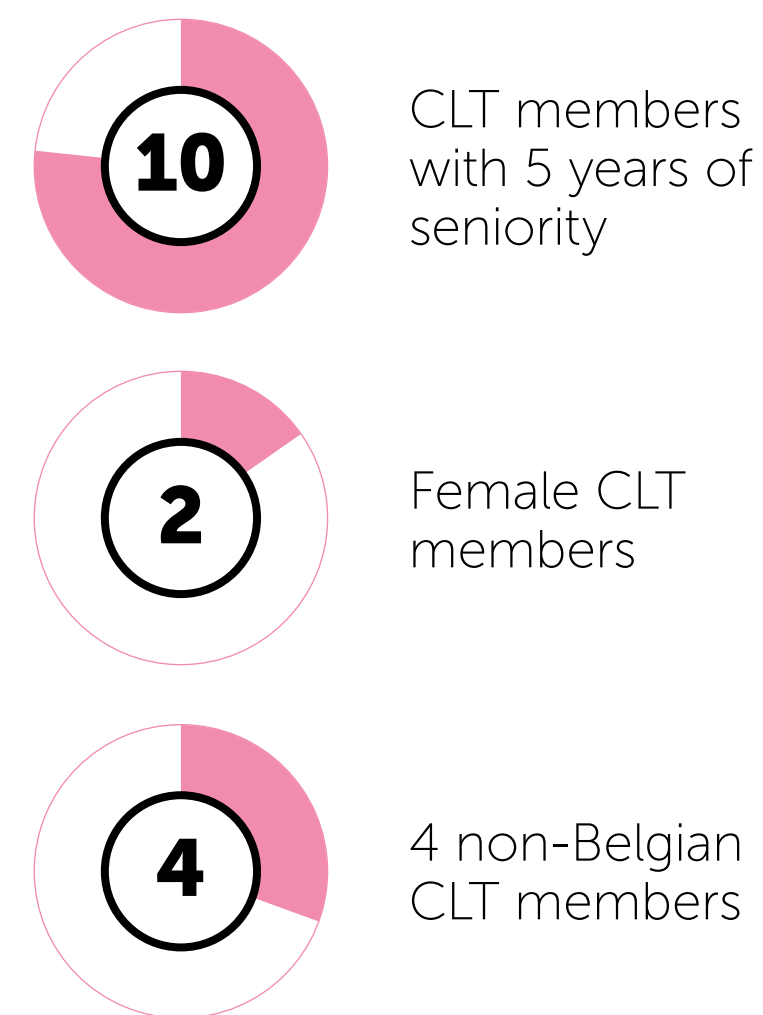 10
CLT members
with 5 years of
seniority
2
Female CLT
members
4
4 non-Belgian
CLT members